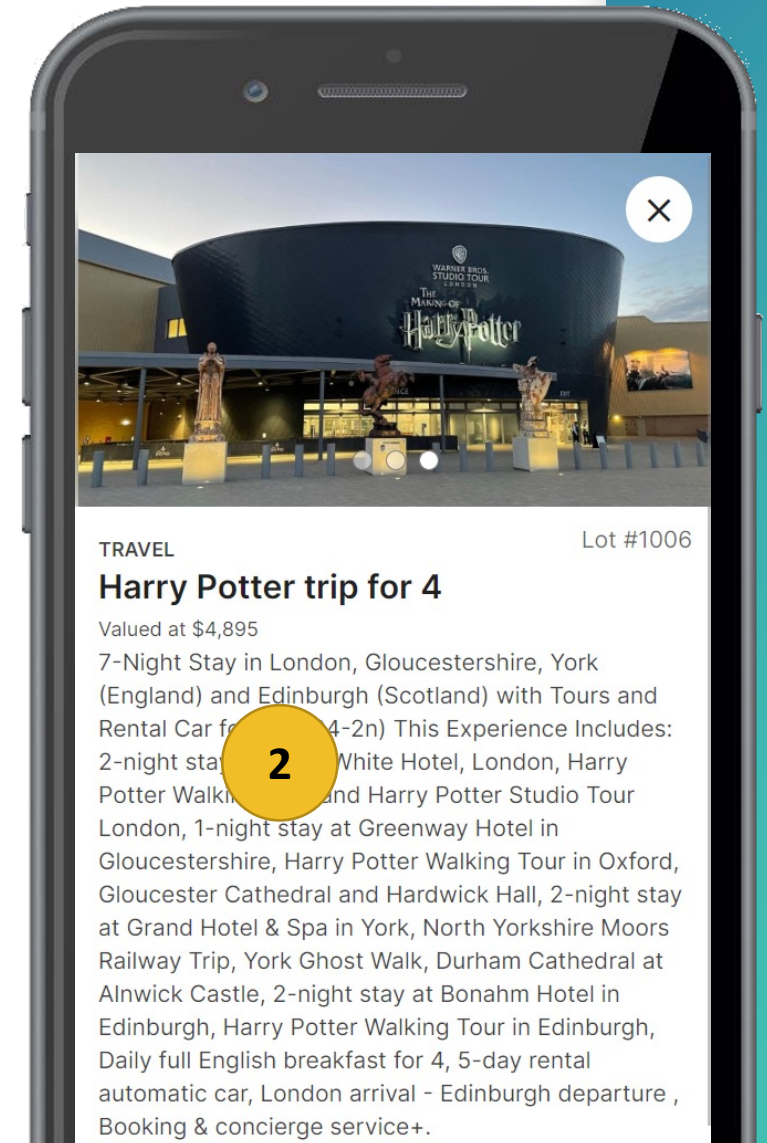 WARNER BROS.
STUDIO TOUR
LONDON
THE
MAKING OF
Harry Potter
EXIT
TRAVEL
Lot #1006
Harry Potter trip for 4
Valued at $4,895
7-Night Stay in London, Gloucestershire, York
(England) and Edinburgh (Scotland) with Tours and
Rental Car 4-2n) This Experience Includes:
2-night White Hotel, London, Harry
Potter and Harry Potter Studio Tour
London, 1-night stay at Greenway Hotel in
Gloucestershire, Harry Potter Walking Tour in Oxford,
Gloucester Cathedral and Hardwick Hall, 2-night stay
at Grand Hotel & Spa in York, North Yorkshire Moors
Railway Trip, York Ghost Walk, Durham Cathedral at
Alnwick Castle, 2-night stay at Bonahm Hotel in
Edinburgh, Harry Potter Walking Tour in Edinburgh,
Daily full English breakfast for 4, 5-day rental
automatic car, London arrival - Edinburgh departure ,
Booking & concierge service+.
2